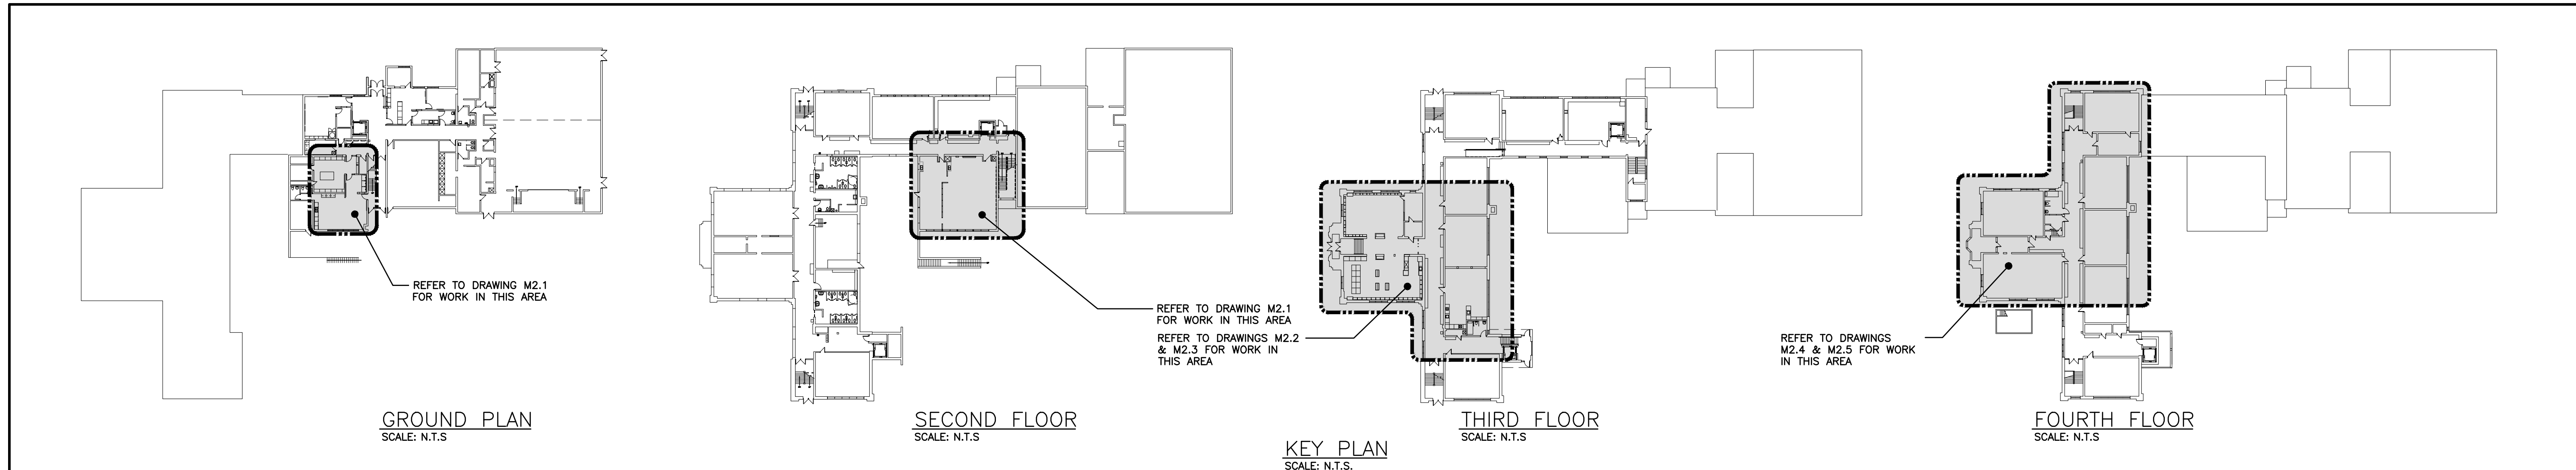 REFER TO DRAWING M2.1
FOR WORK IN THIS AREA
GROUND PLAN
SCALE: N.T.S
REFER TO DRAWING M2.1
FOR WORK IN THIS AREA
SECOND FLOOR
SCALE: N.T.S
REFER TO DRAWINGS M2.2
& M2.3 FOR WORK IN
THIS AREA
THIRD FLOOR
SCALE: N.T.S
REFER TO DRAWINGS
M2.4 & M2.5 FOR WORK
IN THIS AREA
FOURTH FLOOR
SCALE: N.T.S
KEY PLAN
SCALE: N.T.S.